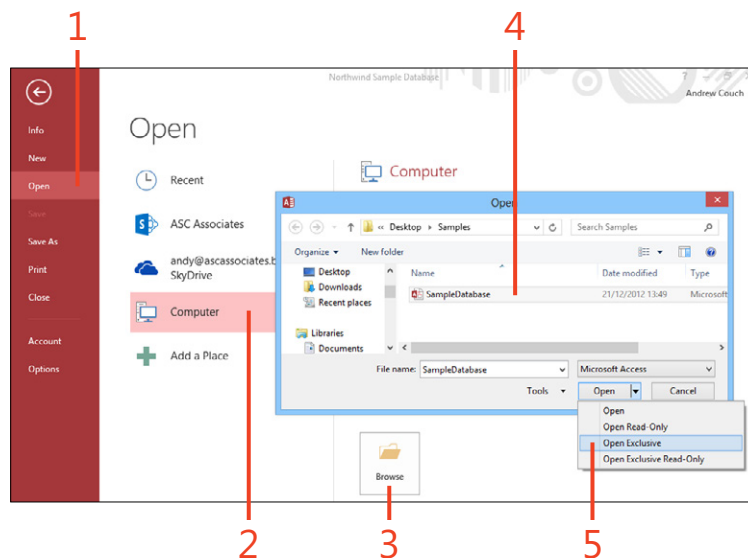 1
4
Northwind Sample Database
?
Andrew Couch
Info
New
Open
Save
Save As
Print
Close
Account
Options
Open
Recent
ASC Associates
andy@ascassociates.b
SkyDrive
Computer
Add a Place
Computer
Browse
Open
« Desktop Samples
Search Samples
Organize
New folder
Desktop
Downloads
Recent places
Libraries
Documents
Name
Date modified
Type
SampleDatabase
21/12/2012 13:49
Microsoft
File name:
SampleDatabase
Microsoft Access
Tools
Open
Cancel
Open
Open Read-Only
Open Exclusive
Open Exclusive Read-Only
2
3
5